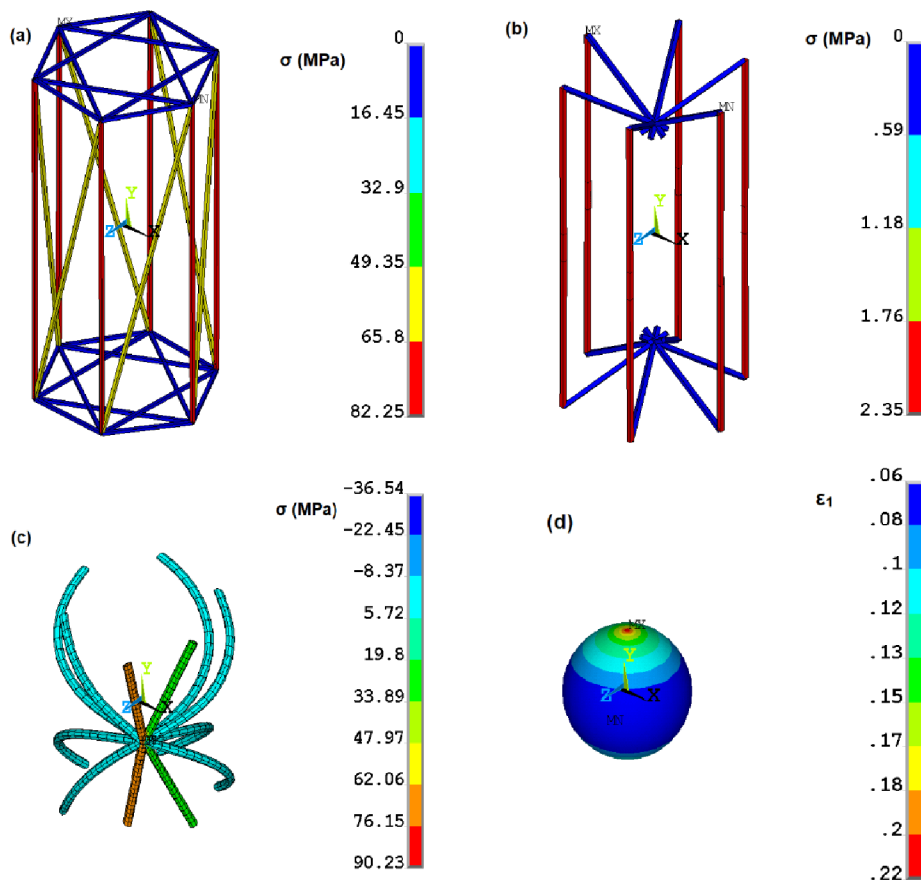 (a)
MX
MN
Y
Z
X
σ (MPa)
0
16.45
32.9
49.35
65.8
82.25
(b)
MX
MN
Y
Z
X
σ (MPa)
0
.59
1.18
1.76
2.35
(c)
Y
Z
X
σ (MPa)
-36.54
-22.45
-8.37
5.72
19.8
33.89
47.97
62.06
76.15
90.23
(d)
MX
Y
Z
X
MN
ε1
.06
.08
.1
.12
.13
.15
.17
.18
.2
.22